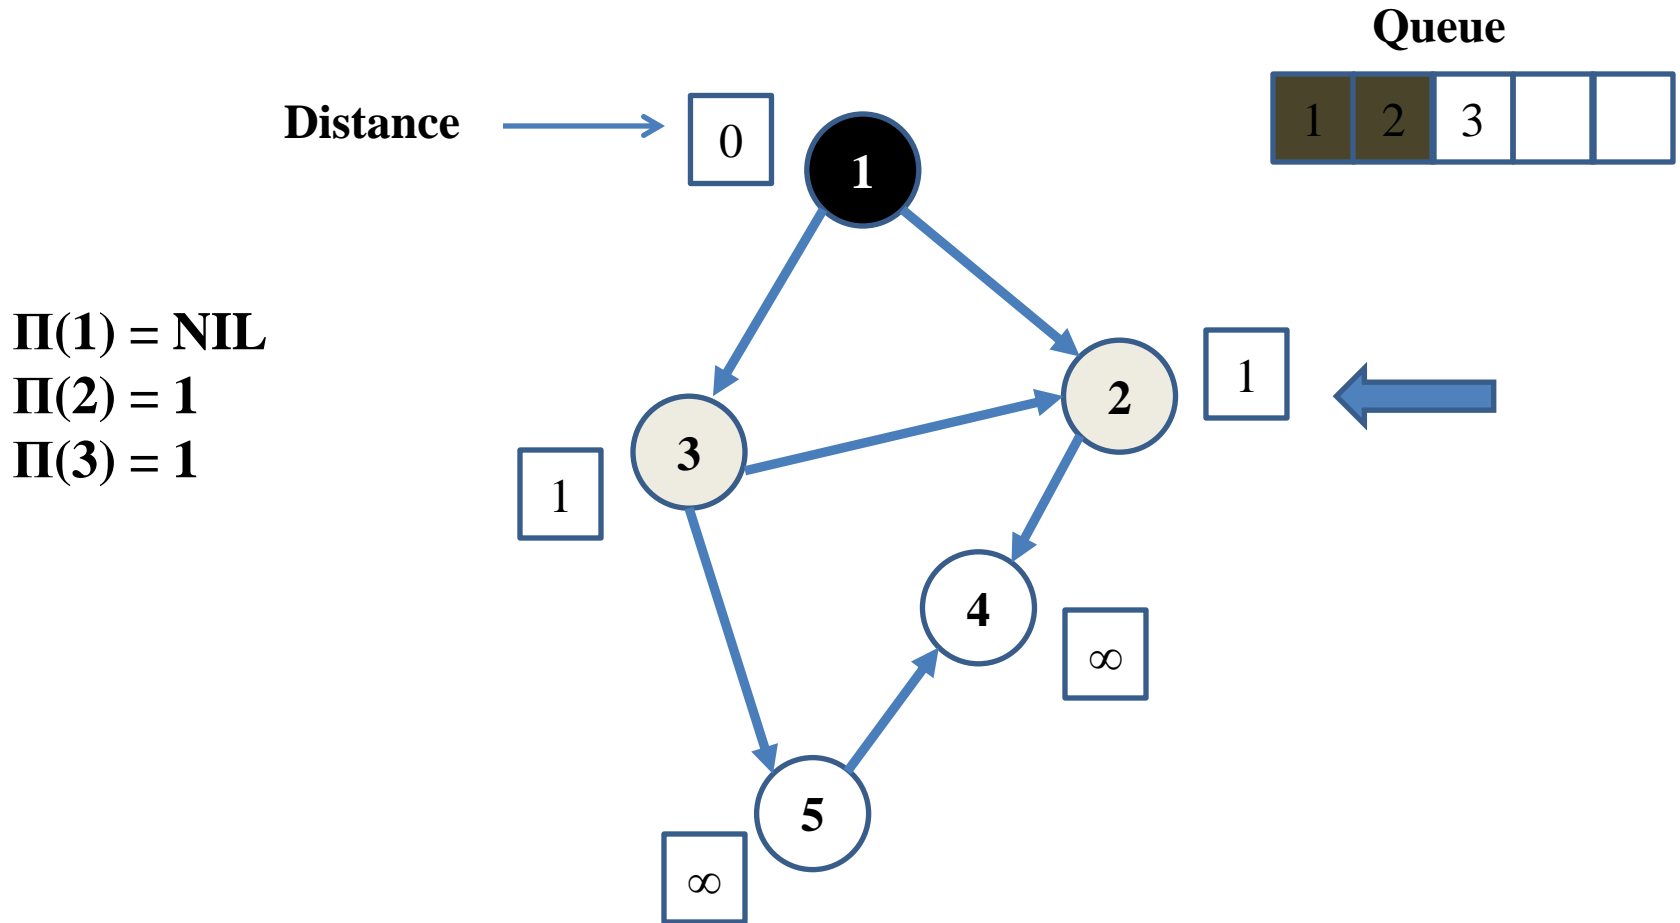 Queue
1 2 3
Distance
0
1
Π(1) = NIL
Π(2) = 1
Π(3) = 1
2
1
3
1
4
∞
5
∞